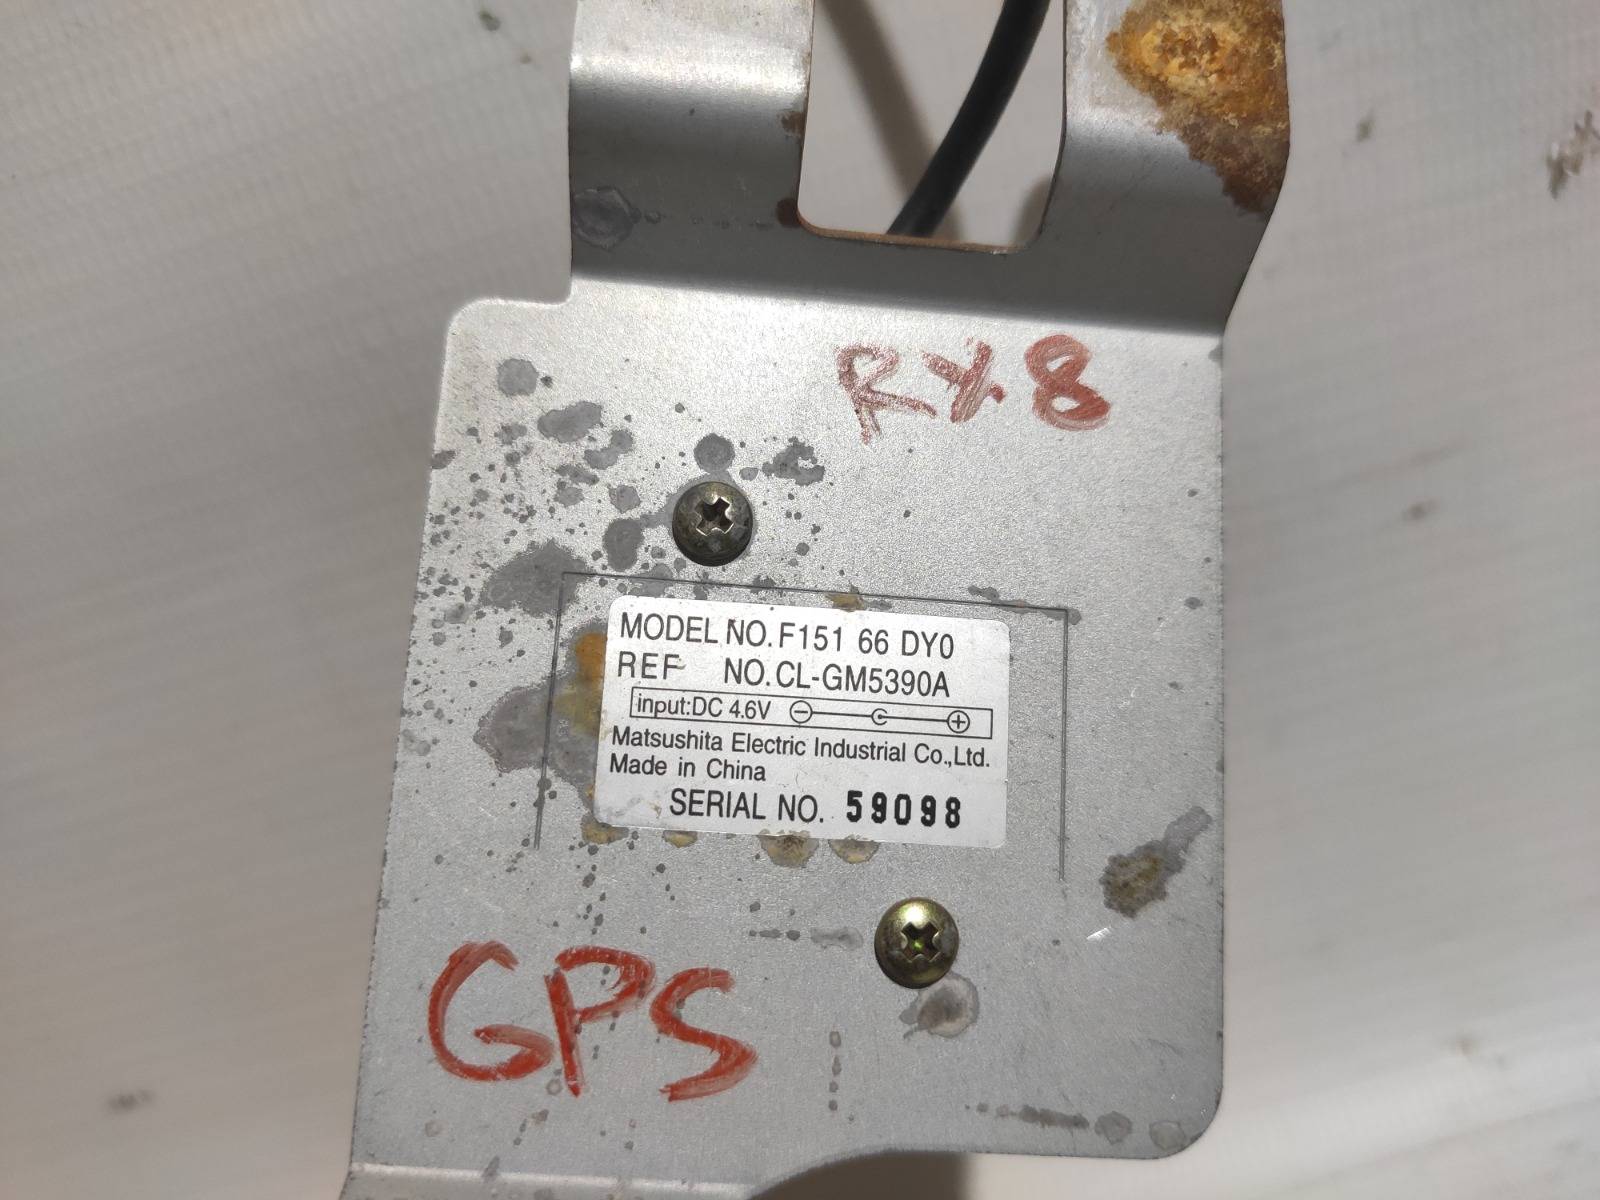 RX8
MODEL NO. F151 66 DY0
REF NO. CL-GM5390A
input:DC 4.6V
Matsushita Electric Industrial Co.,Ltd.
Made in China
SERIAL NO. 59098
GPS